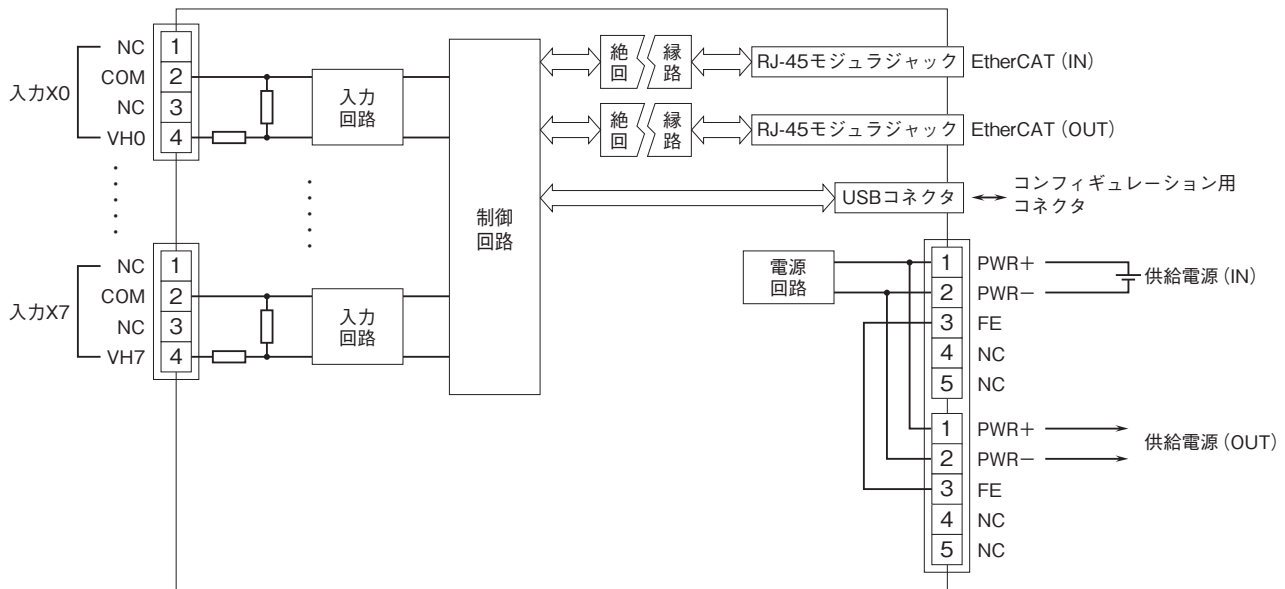 入力X0
NC 1
COM 2
NC 3
VH0 4
入力
回路
入力X7
NC 1
COM 2
NC 3
VH7 4
入力
回路
制御
回路
絶 縁
回 路
RJ-45モジュラジャック EtherCAT (IN)
絶 縁
回 路
RJ-45モジュラジャック EtherCAT (OUT)
USBコネクタ
コンフィギュレーション用
コネクタ
電源
回路
1 PWR+
2 PWR−
3 FE
4 NC
5 NC
供給電源 (IN)
1 PWR+
2 PWR−
3 FE
4 NC
5 NC
供給電源 (OUT)